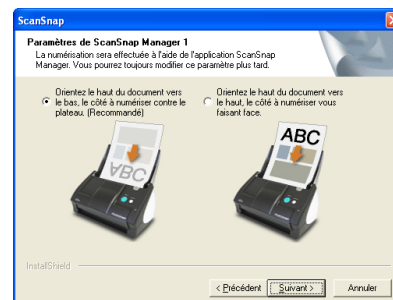 ScanSnap
Paramètres de ScanSnap Manager 1
La numérisation sera effectuée à l'aide de l'application ScanSnap
Manager. Vous pourrez toujours modifier ce paramètre plus tard.
Orientez le haut du document vers
le bas, le côté à numériser contre le
plateau. (Recommandé)
Orientez le haut du document vers
le haut, le côté à numériser vous
faisant face.
ABC
ABC
InstallShield
< Précédent
Suivant >
Annuler